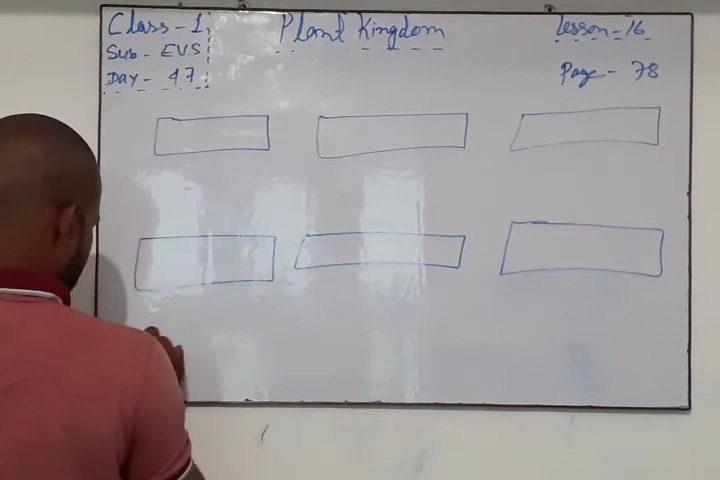 Class - 1
Sub - EVS
Day - 47
Plant Kingdom
Lesson - 16
Page - 78